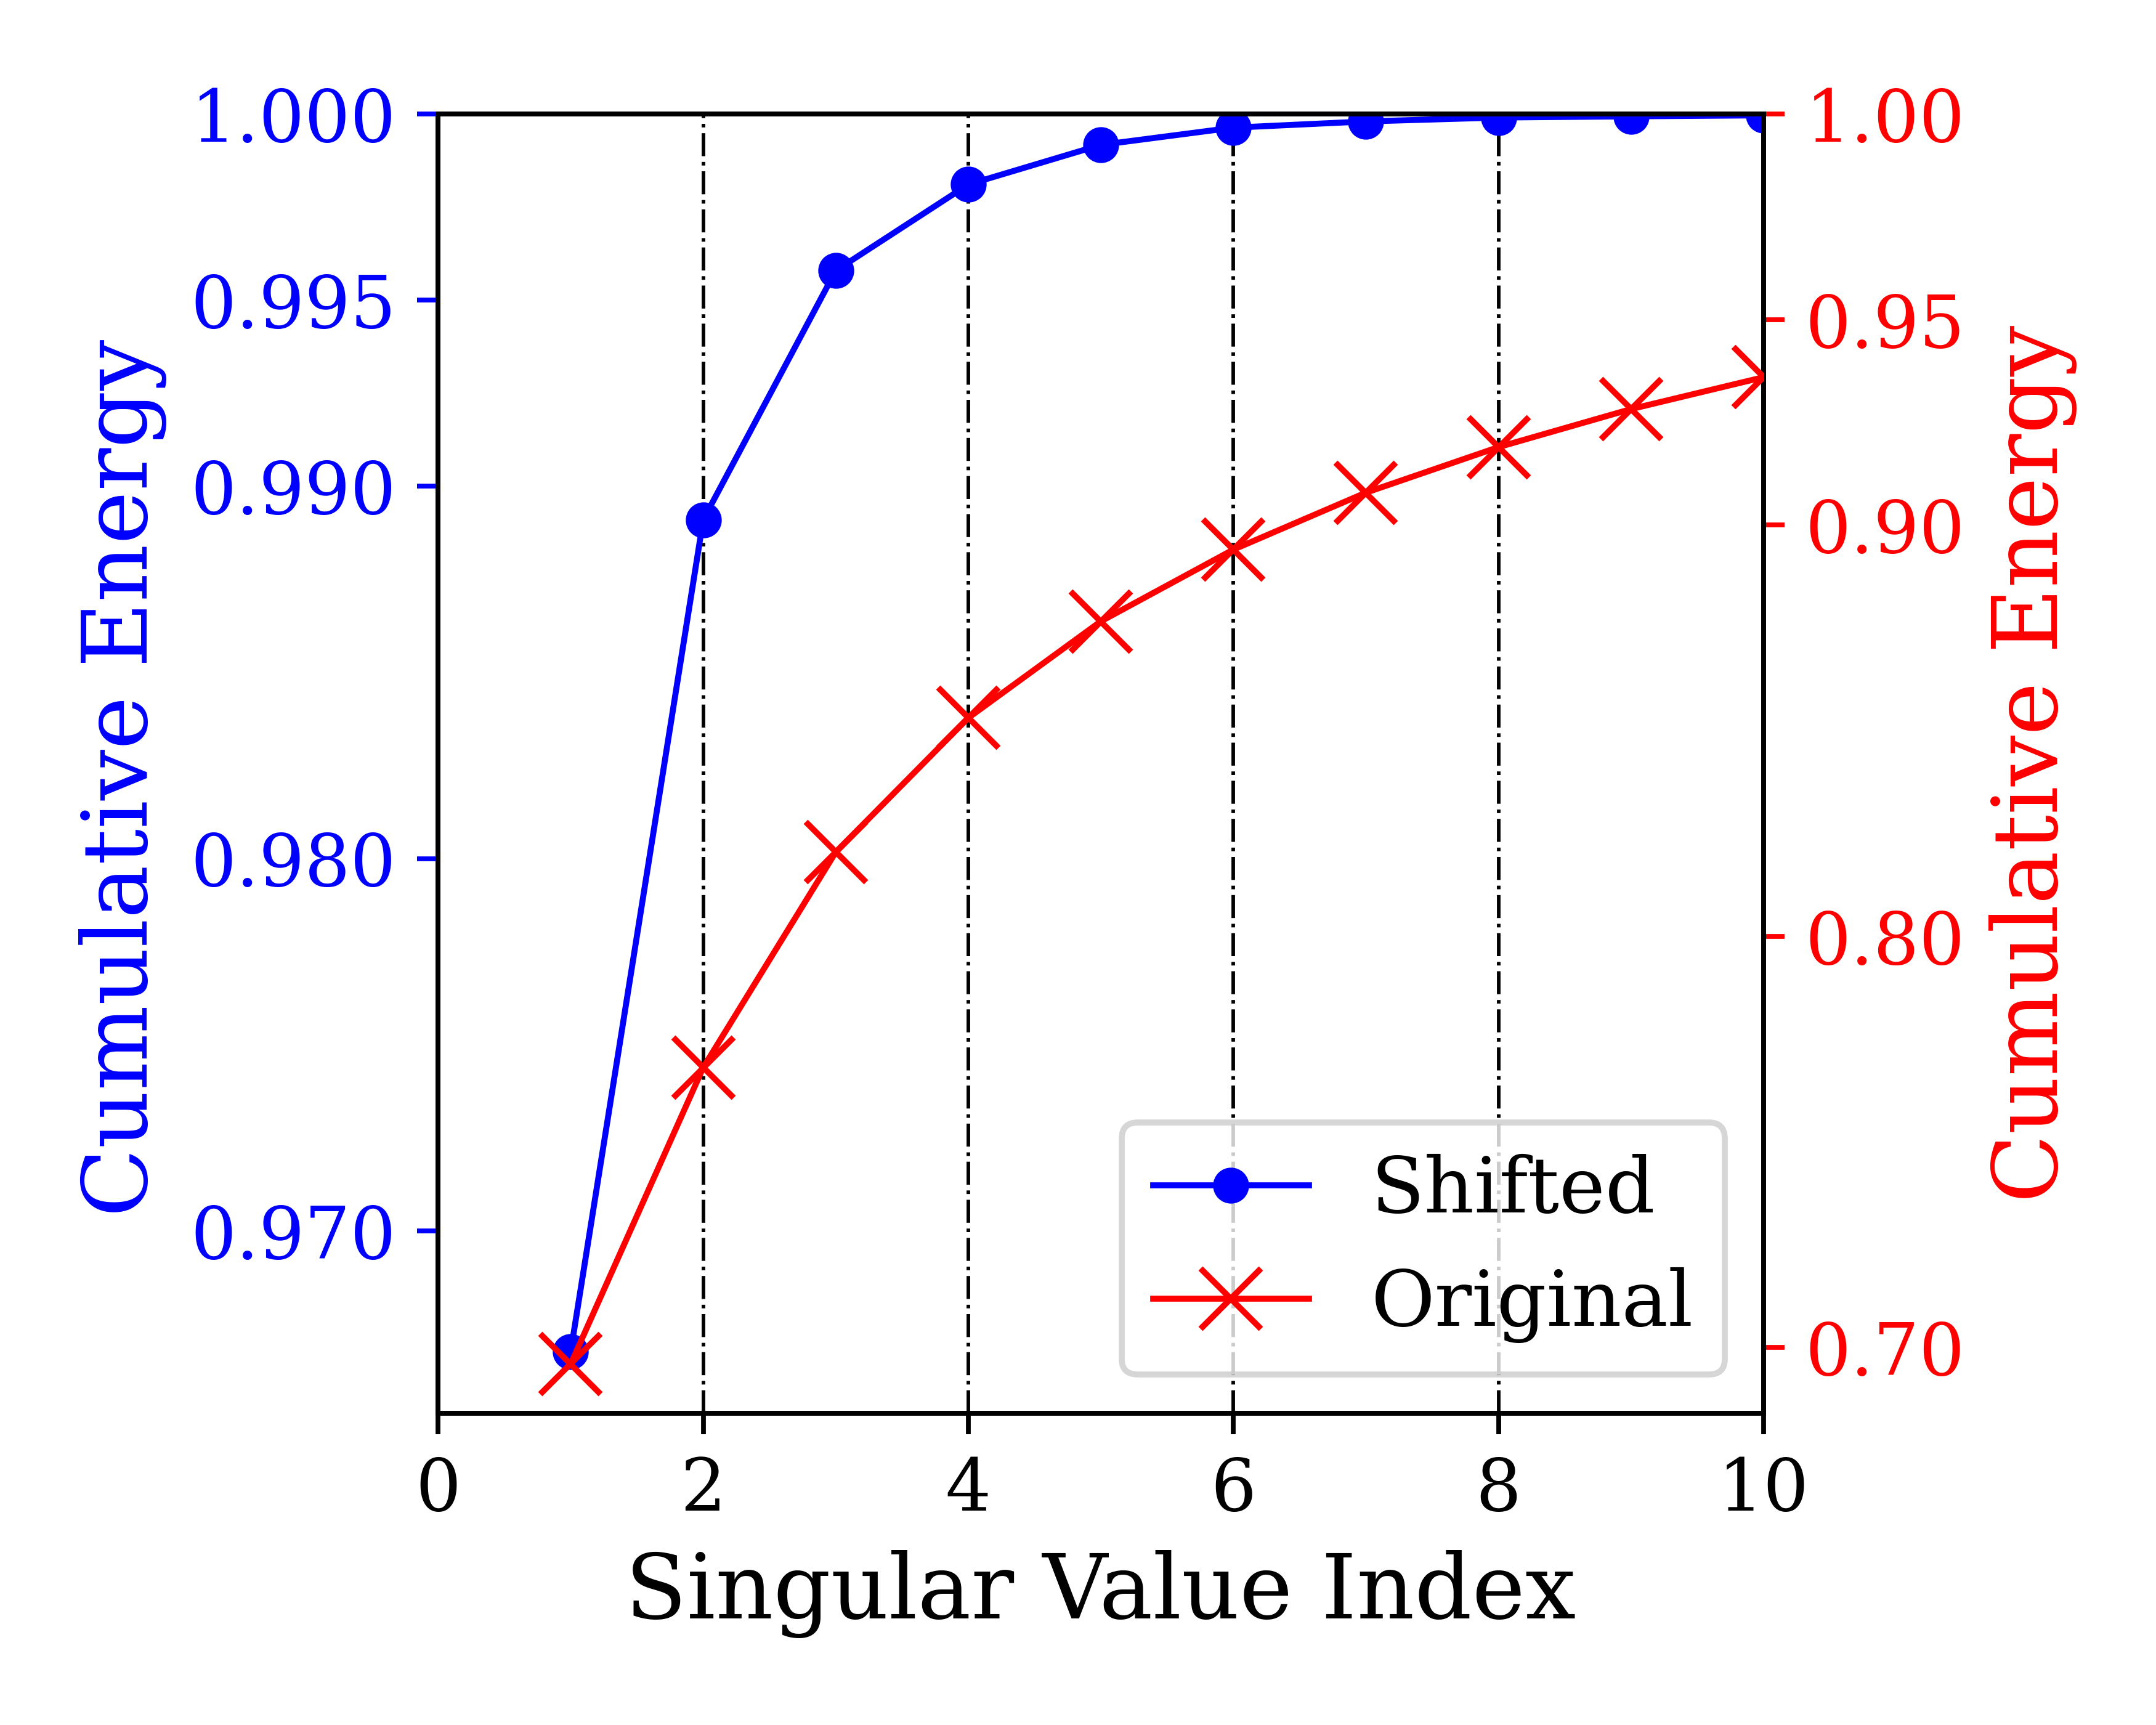 1.000
0.995
0.990
0.980
0.970
Cumulative Energy
1.00
0.95
0.90
0.80
0.70
Cumulative Energy
Shifted
Original
0 2 4 6 8 10
Singular Value Index